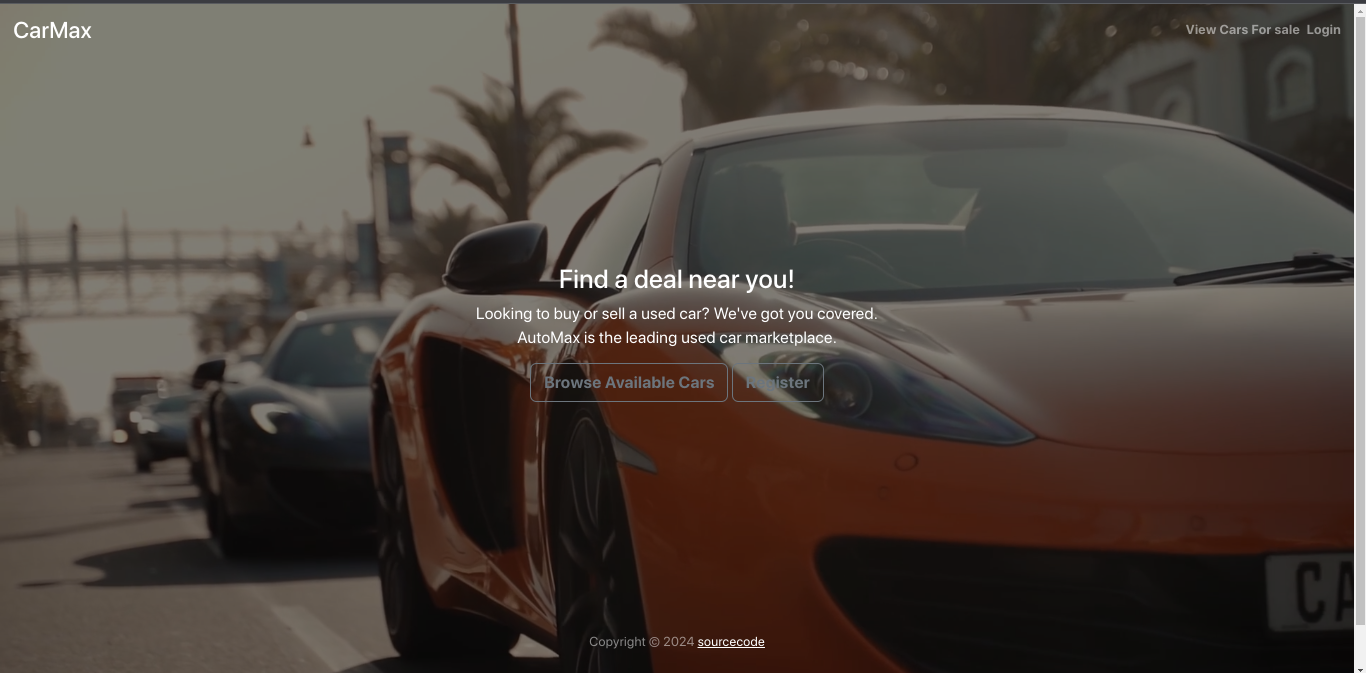 CarMax
View Cars For sale Login
Find a deal near you!
Looking to buy or sell a used car? We've got you covered.
AutoMax is the leading used car marketplace.
Browse Available Cars Register
CA
Copyright © 2024 sourcecode